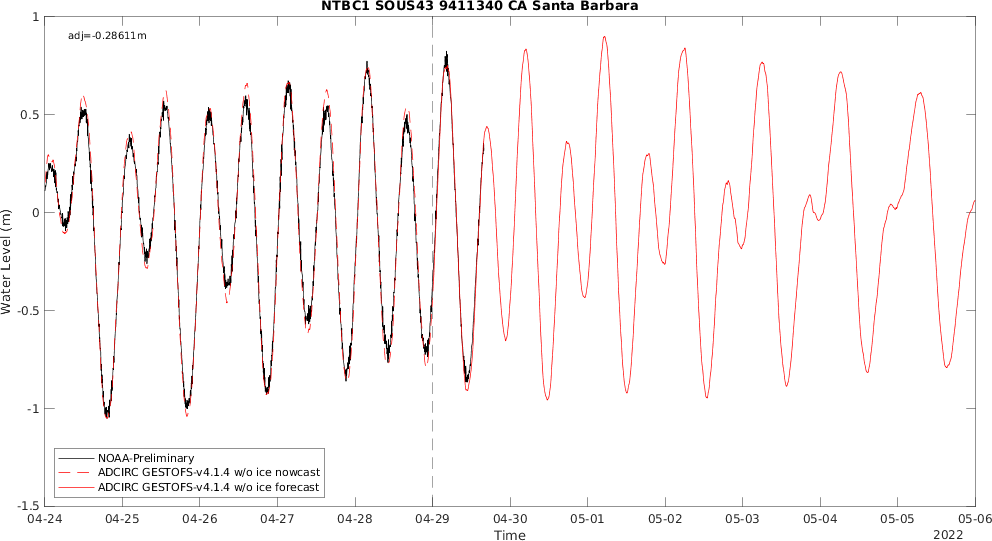 NTBC1 SOUS43 9411340 CA Santa Barbara
adj=-0.28611m
1
0.5
0
-0.5
-1
-1.5
Water Level (m)
NOAA-Preliminary
ADCIRC GESTOFS-v4.1.4 w/o ice nowcast
ADCIRC GESTOFS-v4.1.4 w/o ice forecast
04-24 04-25 04-26 04-27 04-28 04-29 04-30 05-01 05-02 05-03 05-04 05-05 05-06
Time
2022